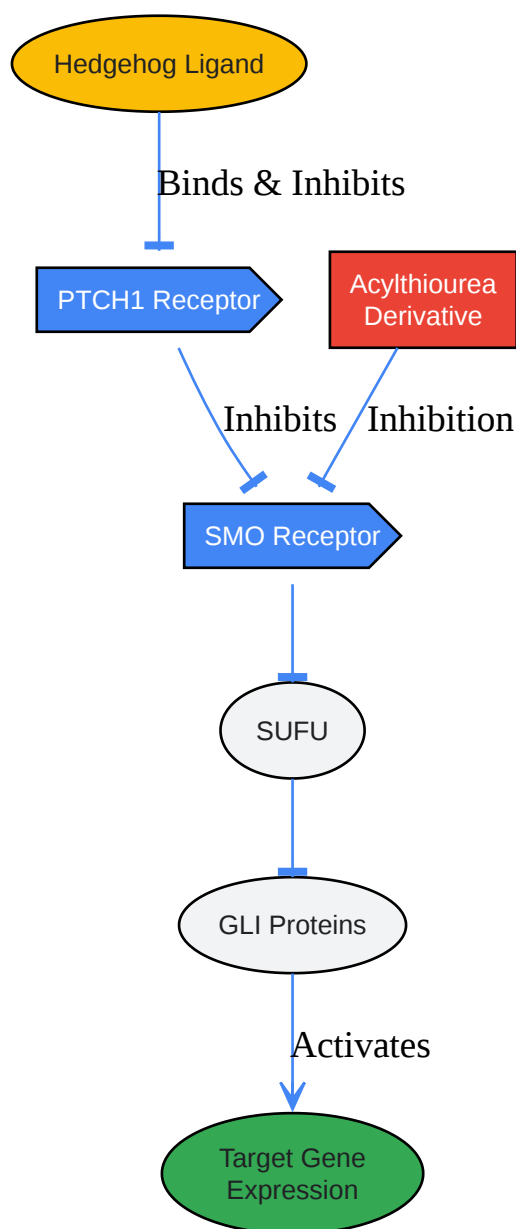 Hedgehog Ligand
Binds & Inhibits
PTCH1 Receptor
Acylthiourea
Derivative
Inhibits
Inhibition
SMO Receptor
SUFU
GLI Proteins
Activates
Target Gene
Expression